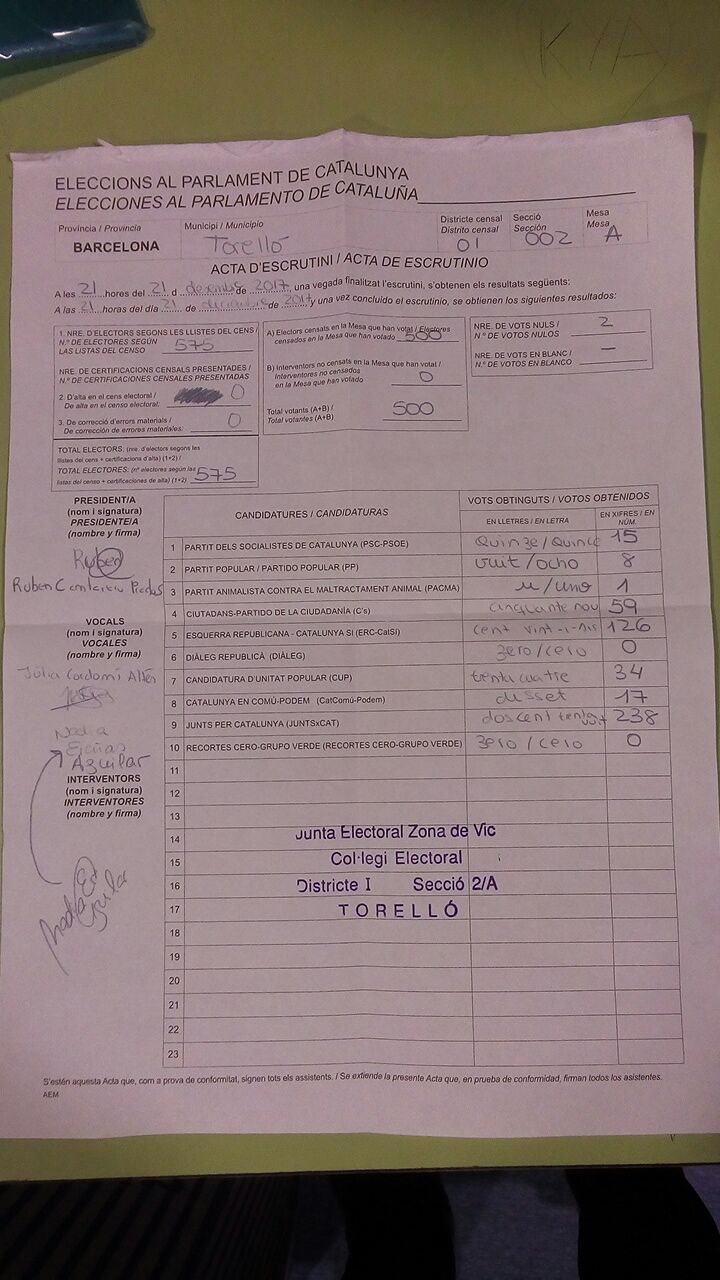 K/A
ELECCIONS AL PARLAMENT DE CATALUNYA
ELECCIONES AL PARLAMENTO DE CATALUÑA
Província / Provincia
BARCELONA
Municipi / Municipio
Torelló
Districte censal
Distrito censal
01
Secció
Sección
002
Mesa
Mesa
A
ACTA D'ESCRUTINI / ACTA DE ESCRUTINIO
A les 21 hores del 21 d desembre de 2017, una vegada finalitzat l'escrutini, s'obtenen els resultats següents:
A las 21 horas del día 21 de diciembre de 2017, y una vez concluido el escrutinio, se obtienen los siguientes resultados:
1. NRE. D'ELECTORS SEGONS LES LLISTES DEL CENS /
N.º DE ELECTORES SEGÚN
LAS LISTAS DEL CENSO 575
NRE. DE CERTIFICACIONS CENSALS PRESENTADES /
N.º DE CERTIFICACIONES CENSALES PRESENTADAS
2. D'alta en el cens electoral /
De alta en el censo electoral: 0
3. De correcció d'errors materials /
De corrección de errores materiales: 0
TOTAL ELECTORS: (nre. d'electors segons les
llistes del cens + certificacions d'alta) (1+2) /
TOTAL ELECTORES: (nº electores según las
listas del censo + certificaciones de alta) (1+2) 575
A) Electors censats en la Mesa que han votat / Electores
censados en la Mesa que han votado 500
B) Interventors no censats en la Mesa que han votat /
Interventores no censados
en la Mesa que han votado 0
Total votants (A+B) /
Total votantes (A+B) 500
NRE. DE VOTS NULS /
N.º DE VOTOS NULOS 2
NRE. DE VOTS EN BLANC /
N.º DE VOTOS EN BLANCO —
PRESIDENT/A
(nom i signatura)
PRESIDENTE/A
(nombre y firma)
Ruben
Ruben
VOCALS
(nom i signatura)
VOCALES
(nombre y firma)
Júlia Cordomí
Nadia
Aguilar
INTERVENTORS
(nom i signatura)
INTERVENTORES
(nombre y firma)
CANDIDATURES / CANDIDATURAS
VOTS OBTINGUTS / VOTOS OBTENIDOS
EN LLETRES / EN LETRA
EN XIFRES / EN NÚM.
1 PARTIT DELS SOCIALISTES DE CATALUNYA (PSC-PSOE) Quinze / Quince 15
2 PARTIT POPULAR / PARTIDO POPULAR (PP) vuit / ocho 8
3 PARTIT ANIMALISTA CONTRA EL MALTRACTAMENT ANIMAL (PACMA) u / uno 1
4 CIUTADANS-PARTIDO DE LA CIUDADANÍA (C's) cinquanta nou 59
5 ESQUERRA REPUBLICANA - CATALUNYA SÍ (ERC-CatSí) cent vint-i-sis 126
6 DIÀLEG REPUBLICÀ (DIÀLEG) zero / cero 0
7 CANDIDATURA D'UNITAT POPULAR (CUP) trenta cuatre 34
8 CATALUNYA EN COMÚ-PODEM (CatComú-Podem) disset 17
9 JUNTS PER CATALUNYA (JUNTSxCAT) doscent trenta vuit 238
10 RECORTES CERO-GRUPO VERDE (RECORTES CERO-GRUPO VERDE) zero / cero 0
11
12
13
14
15
16
17
18
19
20
21
22
23
Junta Electoral Zona de Vic
Col·legi Electoral
Districte I Secció 2/A
TORELLÓ
S'estén aquesta Acta que, com a prova de conformitat, signen tots els assistents. / Se extiende la presente Acta que, en prueba de conformidad, firman todos los asistentes.
AEM